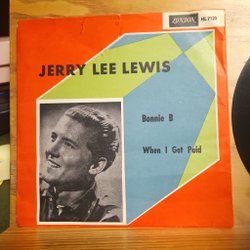 LONDON HL 7120
JERRY LEE LEWIS
Bonnie B
When I Get Paid